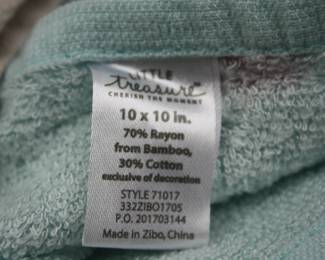 LITTLE
treasure
CHERISH THE MOMENT
10 x 10 in.
70% Rayon
from Bamboo,
30% Cotton
exclusive of decoration
STYLE 71017
332ZIBO1705
P.O. 201703144
Made in Zibo, China